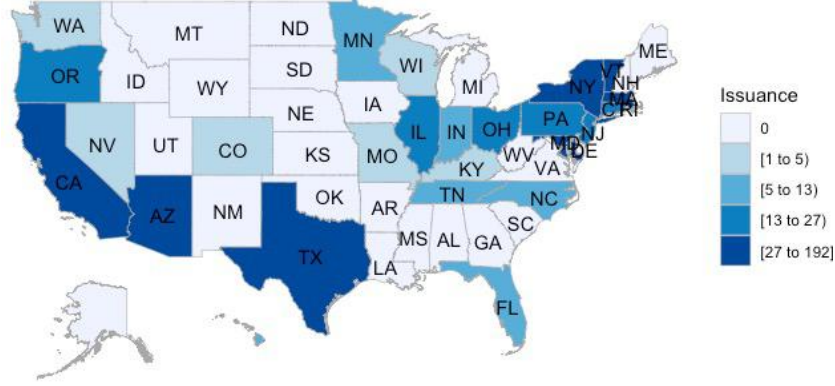 WA
MT
ND
MN
ME
OR
ID
SD
WI
VT
NH
WY
MI
NY
MA
IA
NE
C
RI
PA
NJ
IL
IN
OH
NV
UT
CO
MD
DE
KS
MO
WV
KY
VA
CA
TN
NC
OK
AR
AZ
NM
SC
MS
AL
GA
TX
LA
FL
Issuance
0
[1 to 5)
[5 to 13)
[13 to 27)
[27 to 192]